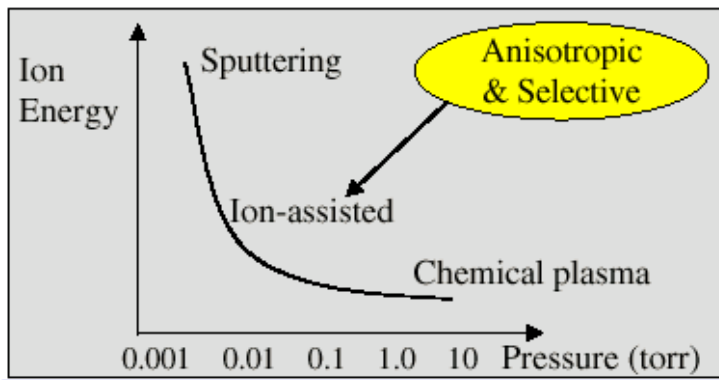 Ion
Energy
Sputtering
Anisotropic
& Selective
Ion-assisted
Chemical plasma
0.001 0.01 0.1 1.0 10 Pressure (torr)